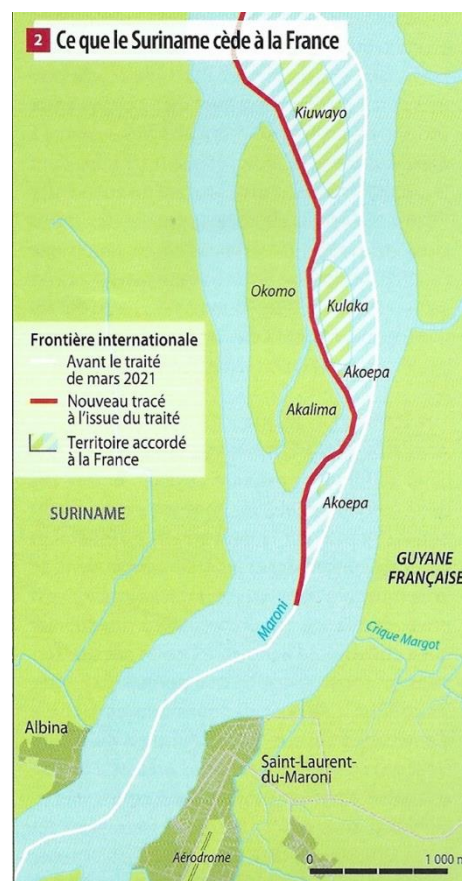 2 Ce que le Suriname cède à la France
Kiuwayo
Okomo
Kulaka
Frontière internationale
Avant le traité
de mars 2021
Nouveau tracé
à l'issue du traité
Territoire accordé
à la France
Akoepa
Akalima
Akoepa
SURINAME
GUYANE
FRANÇAISE
Maroni
Crique Margot
Albina
Saint-Laurent-
du-Maroni
Aérodrome
0 1 000 m